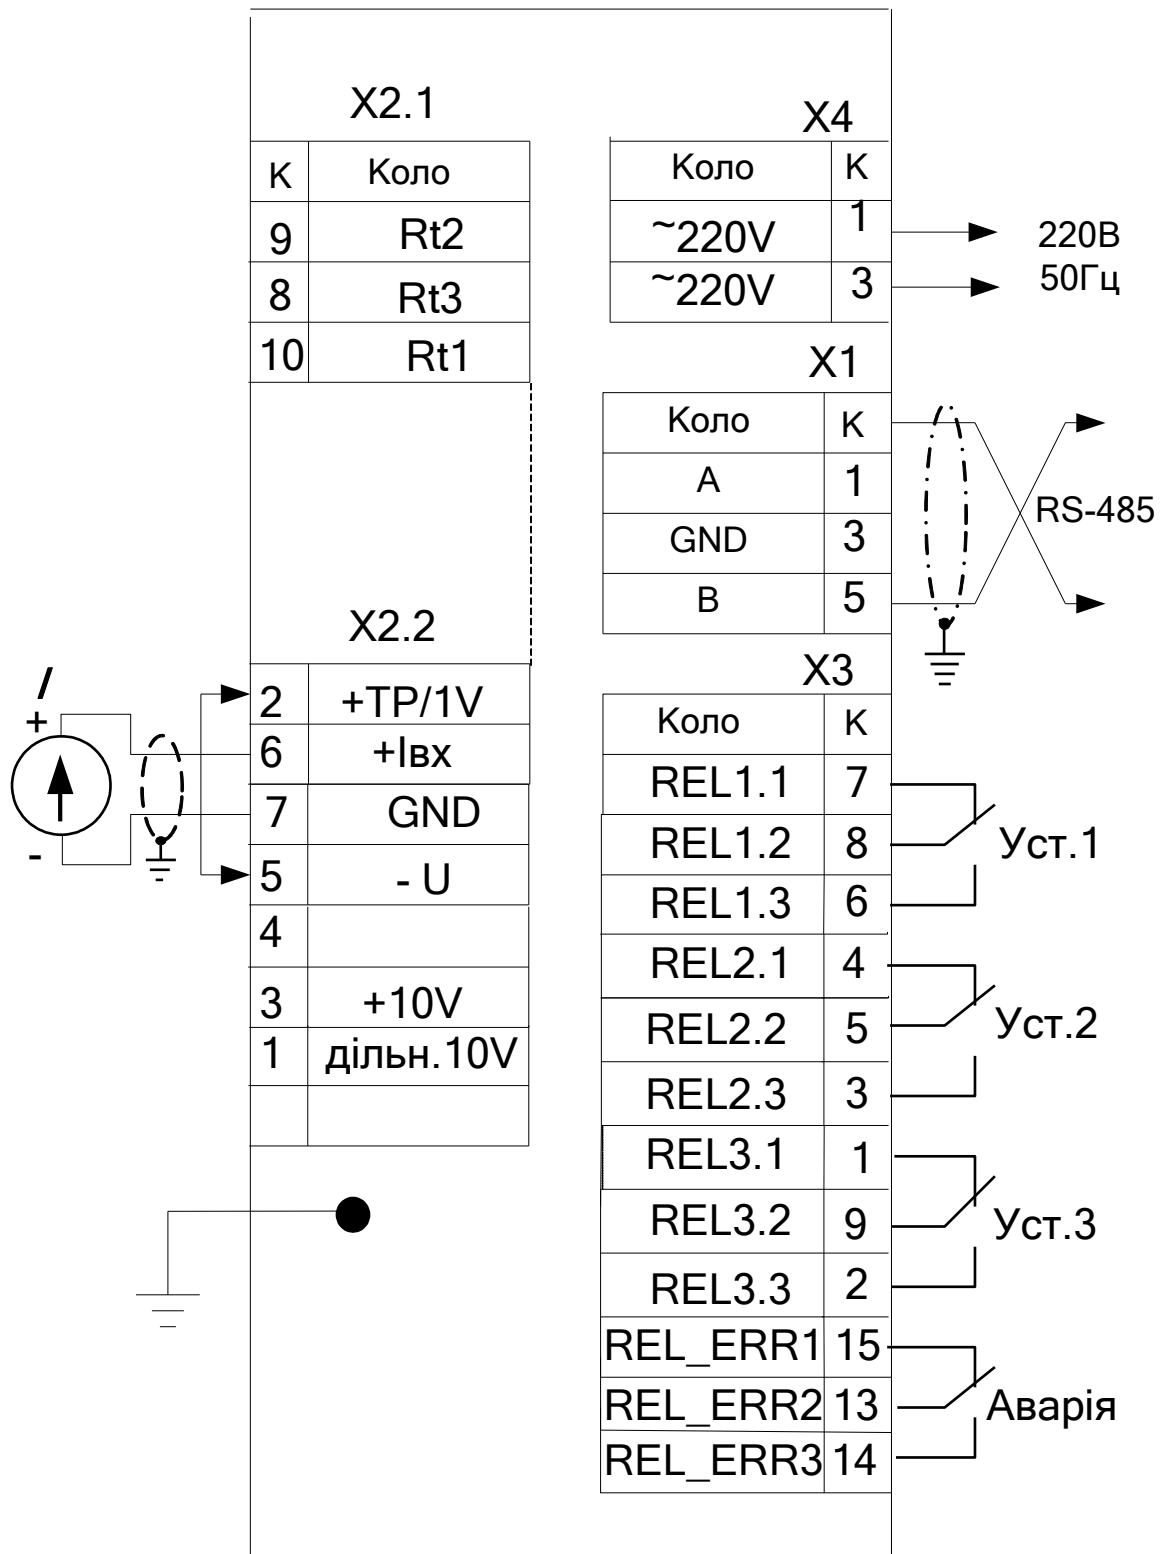 X2.1
К Коло
9 Rt2
8 Rt3
10 Rt1
X2.2
I
+
-
2 +TP/1V
6 +Iвх
7 GND
5 - U
4
3 +10V
1 дільн.10V
X4
Коло К
~220V 1
~220V 3
220В
50Гц
X1
Коло К
A 1
GND 3
B 5
RS-485
X3
Коло К
REL1.1 7
REL1.2 8
REL1.3 6
Уст.1
REL2.1 4
REL2.2 5
REL2.3 3
Уст.2
REL3.1 1
REL3.2 9
REL3.3 2
Уст.3
REL_ERR1 15
REL_ERR2 13
REL_ERR3 14
Аварія